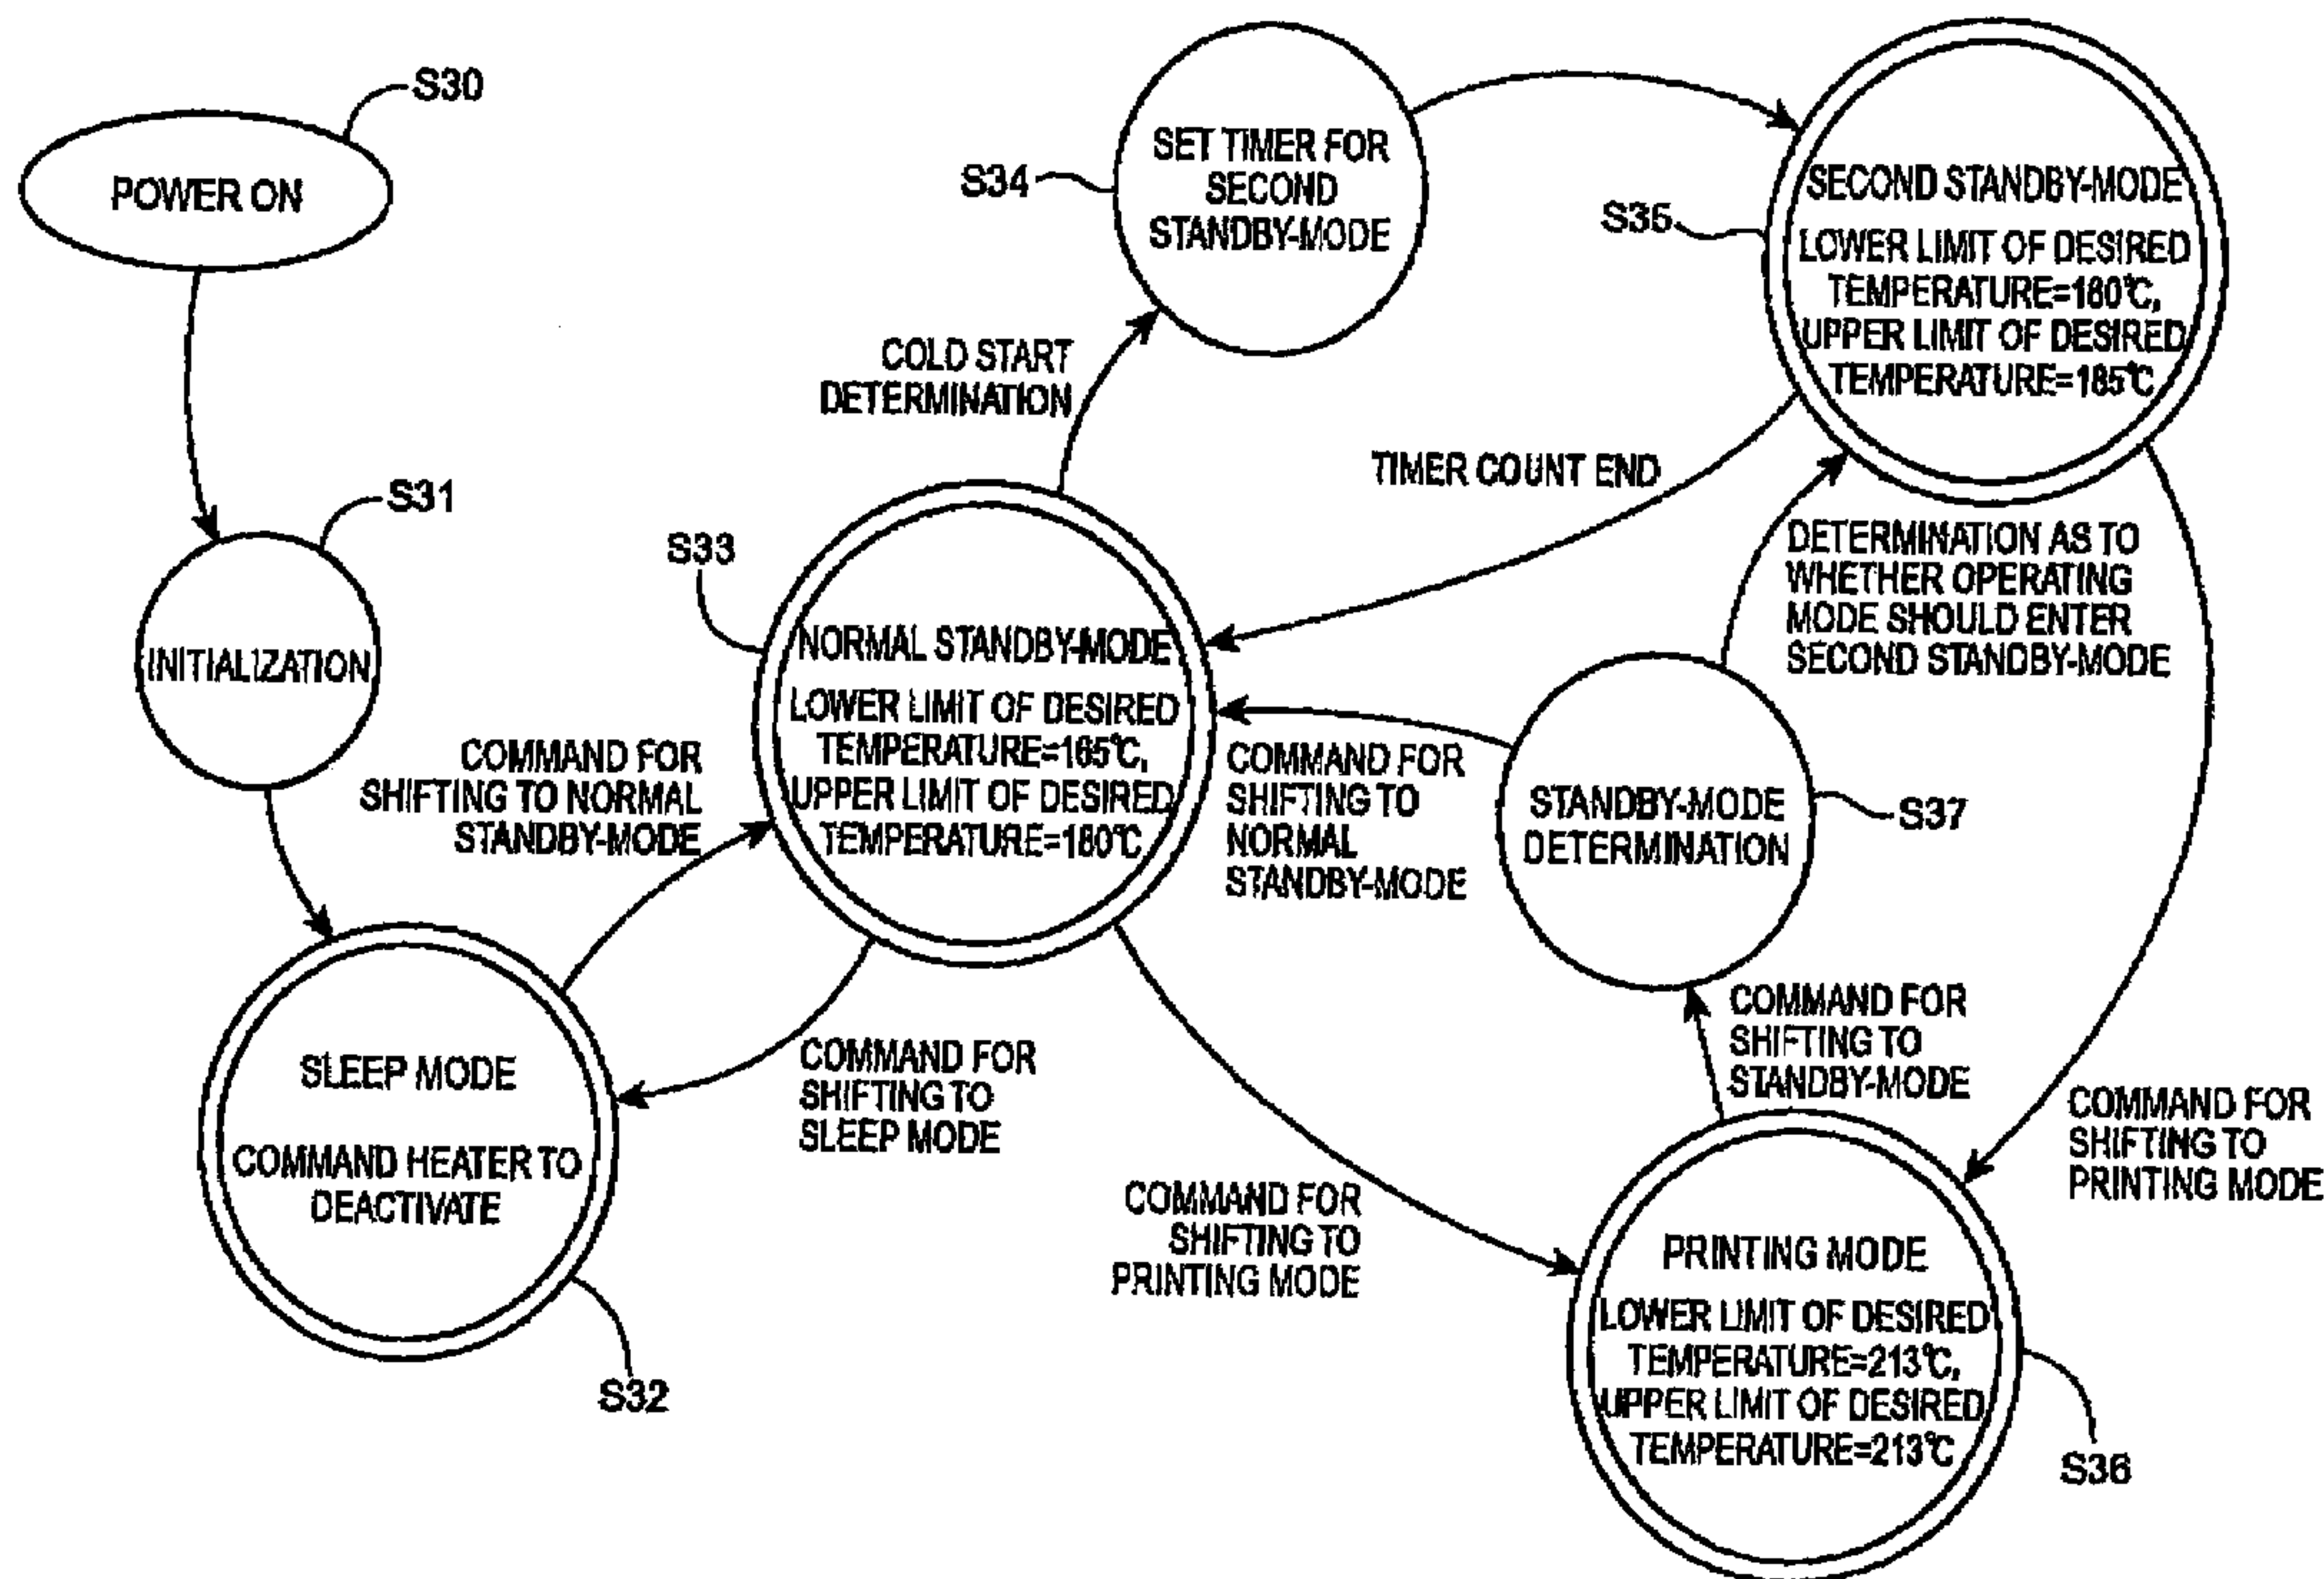 S30
POWER ON
S31
INITIALIZATION
S34
SET TIMER FOR
SECOND
STANDBY-MODE
S35
SECOND STANDBY-MODE
LOWER LIMIT OF DESIRED
TEMPERATURE=180℃,
UPPER LIMIT OF DESIRED
TEMPERATURE=185℃
COLD START
DETERMINATION
TIMER COUNT END
DETERMINATION AS TO
WHETHER OPERATING
MODE SHOULD ENTER
SECOND STANDBY-MODE
S33
NORMAL STANDBY-MODE
LOWER LIMIT OF DESIRED
TEMPERATURE=165℃,
UPPER LIMIT OF DESIRED
TEMPERATURE=180℃
COMMAND FOR
SHIFTING TO NORMAL
STANDBY-MODE
COMMAND FOR
SHIFTING TO
NORMAL
STANDBY-MODE
STANDBY-MODE
DETERMINATION
S37
SLEEP MODE
COMMAND HEATER TO
DEACTIVATE
S32
COMMAND FOR
SHIFTING TO
SLEEP MODE
COMMAND FOR
SHIFTING TO
PRINTING MODE
COMMAND FOR
SHIFTING TO
STANDBY-MODE
COMMAND FOR
SHIFTING TO
PRINTING MODE
PRINTING MODE
LOWER LIMIT OF DESIRED
TEMPERATURE=213℃,
UPPER LIMIT OF DESIRED
TEMPERATURE=213℃
S36